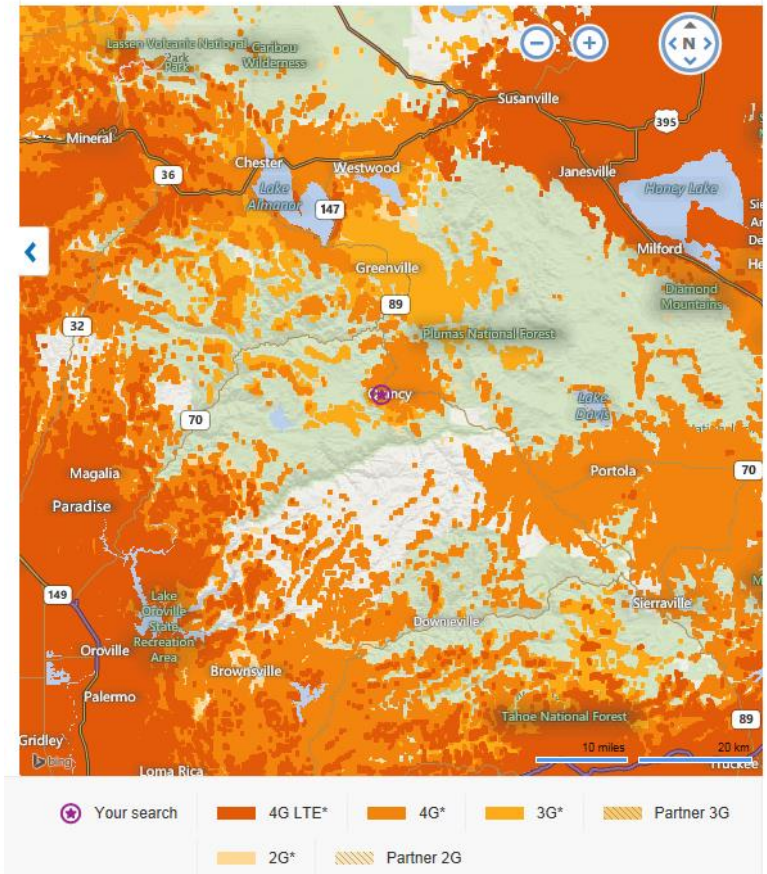 Lassen Volcanic National
Park
Park
Caribou
Wilderness
N
Susanville
395
Mineral
Chester
Westwood
Janesville
36
Lake
Almanor
147
Honey Lake
Milford
Greenville
89
Diamond
Mountains
32
Plumas National Forest
Lake
Davis
70
Magalia
Portola
70
Paradise
149
Lake
Oroville
State
Recreation
Area
Sierraville
Downieville
Oroville
Brownsville
Palermo
Tahoe National Forest
89
Gridley
10 miles
20 km
bing
Loma Rica
Truckee
Your search
4G LTE*
4G*
3G*
Partner 3G
2G*
Partner 2G